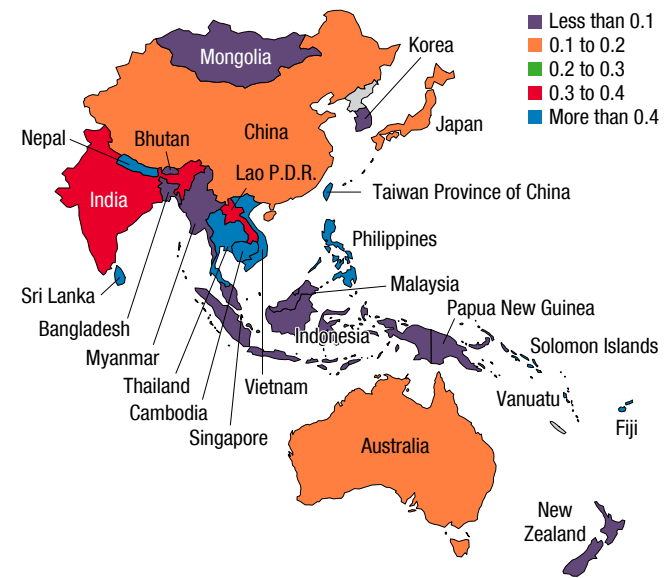 Less than 0.1
0.1 to 0.2
0.2 to 0.3
0.3 to 0.4
More than 0.4
Mongolia
Korea
Japan
China
Nepal
Bhutan
Lao P.D.R.
India
Taiwan Province of China
Philippines
Sri Lanka
Bangladesh
Myanmar
Thailand
Cambodia
Singapore
Vietnam
Malaysia
Indonesia
Papua New Guinea
Solomon Islands
Vanuatu
Fiji
Australia
New
Zealand